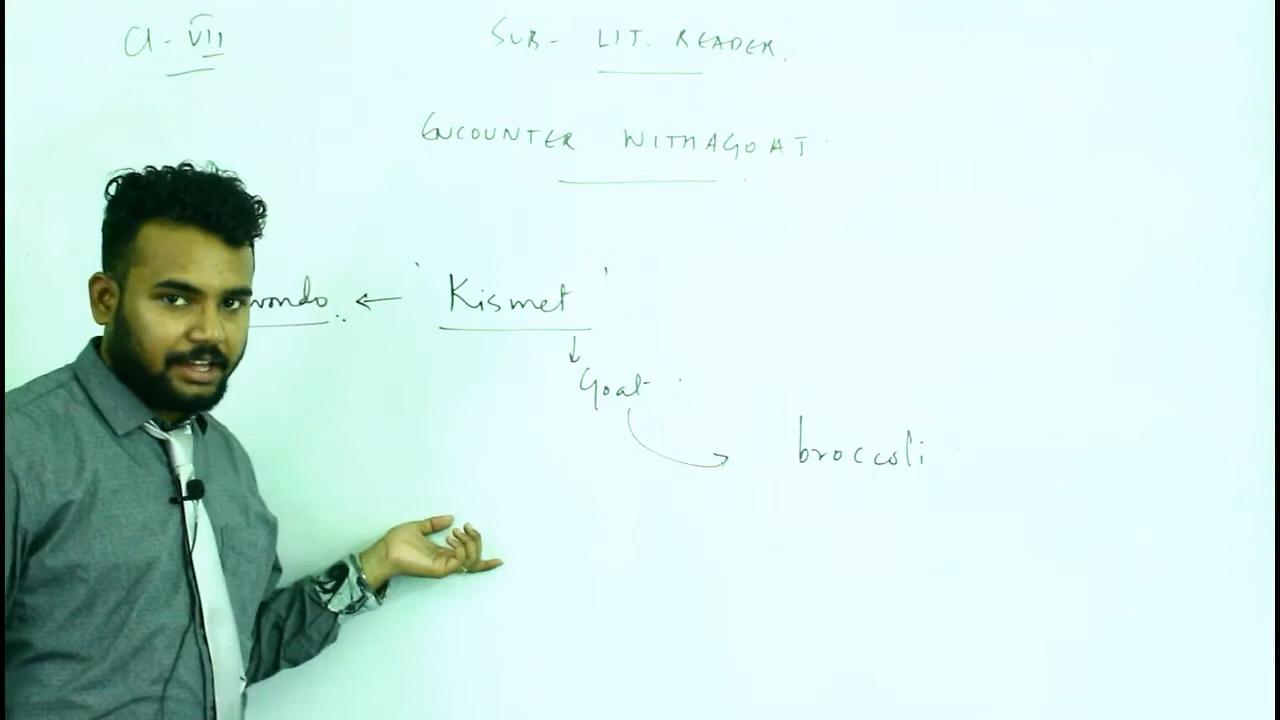 Cl - VII
SUB - LIT. READER.
ENCOUNTER WITH A GOAT.
← 'Kismet'
↓
Goat
broccoli